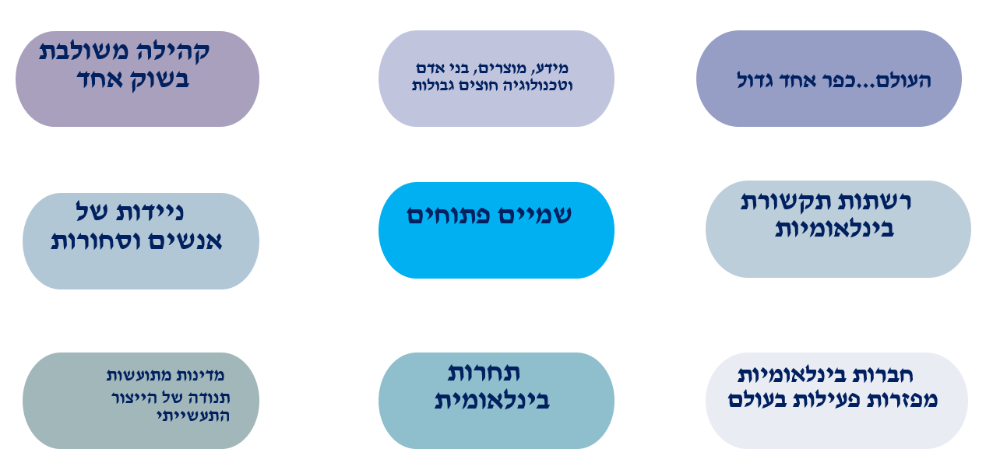 העולם...כפר אחד גדול
מידע, מוצרים, בני אדם
וטכנולוגיה חוצים גבולות
קהילה משולבת
בשוק אחד
רשתות תקשורת
בינלאומיות
שמיים פתוחים
ניידות של
אנשים וסחורות
חברות בינלאומיות
מפזרות פעילות בעולם
תחרות
בינלאומית
מדינות מתועשות
תנודה של הייצור
התעשייתי